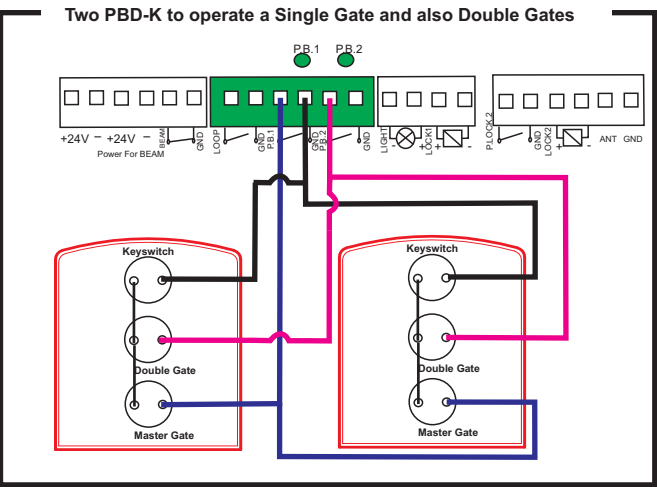 Two PBD-K to operate a Single Gate and also Double Gates
P.B.1 P.B.2
+24V - +24V -
Power For BEAM
BEAM
GND
LOOP
GND
P.B.1
GND
P.B.2
GND
LIGHT
- +
LOCK1
+ -
P.LOCK.2
GND
LOCK2
+ -
ANT GND
Keyswitch
Double Gate
Master Gate
Keyswitch
Double Gate
Master Gate